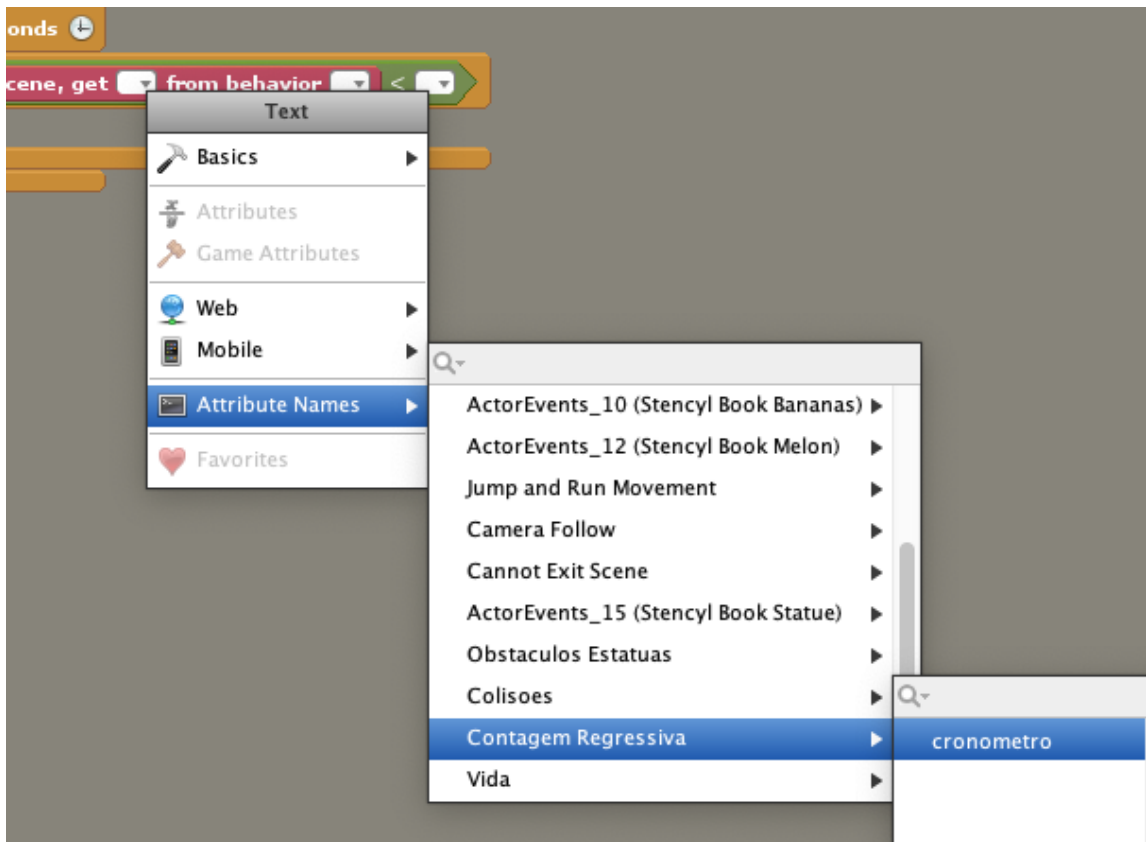 onds
cene, get from behavior <
Text
Basics
Attributes
Game Attributes
Web
Mobile
Attribute Names
Favorites
ActorEvents_10 (Stencyl Book Bananas)
ActorEvents_12 (Stencyl Book Melon)
Jump and Run Movement
Camera Follow
Cannot Exit Scene
ActorEvents_15 (Stencyl Book Statue)
Obstaculos Estatuas
Colisoes
Contagem Regressiva
Vida
cronometro